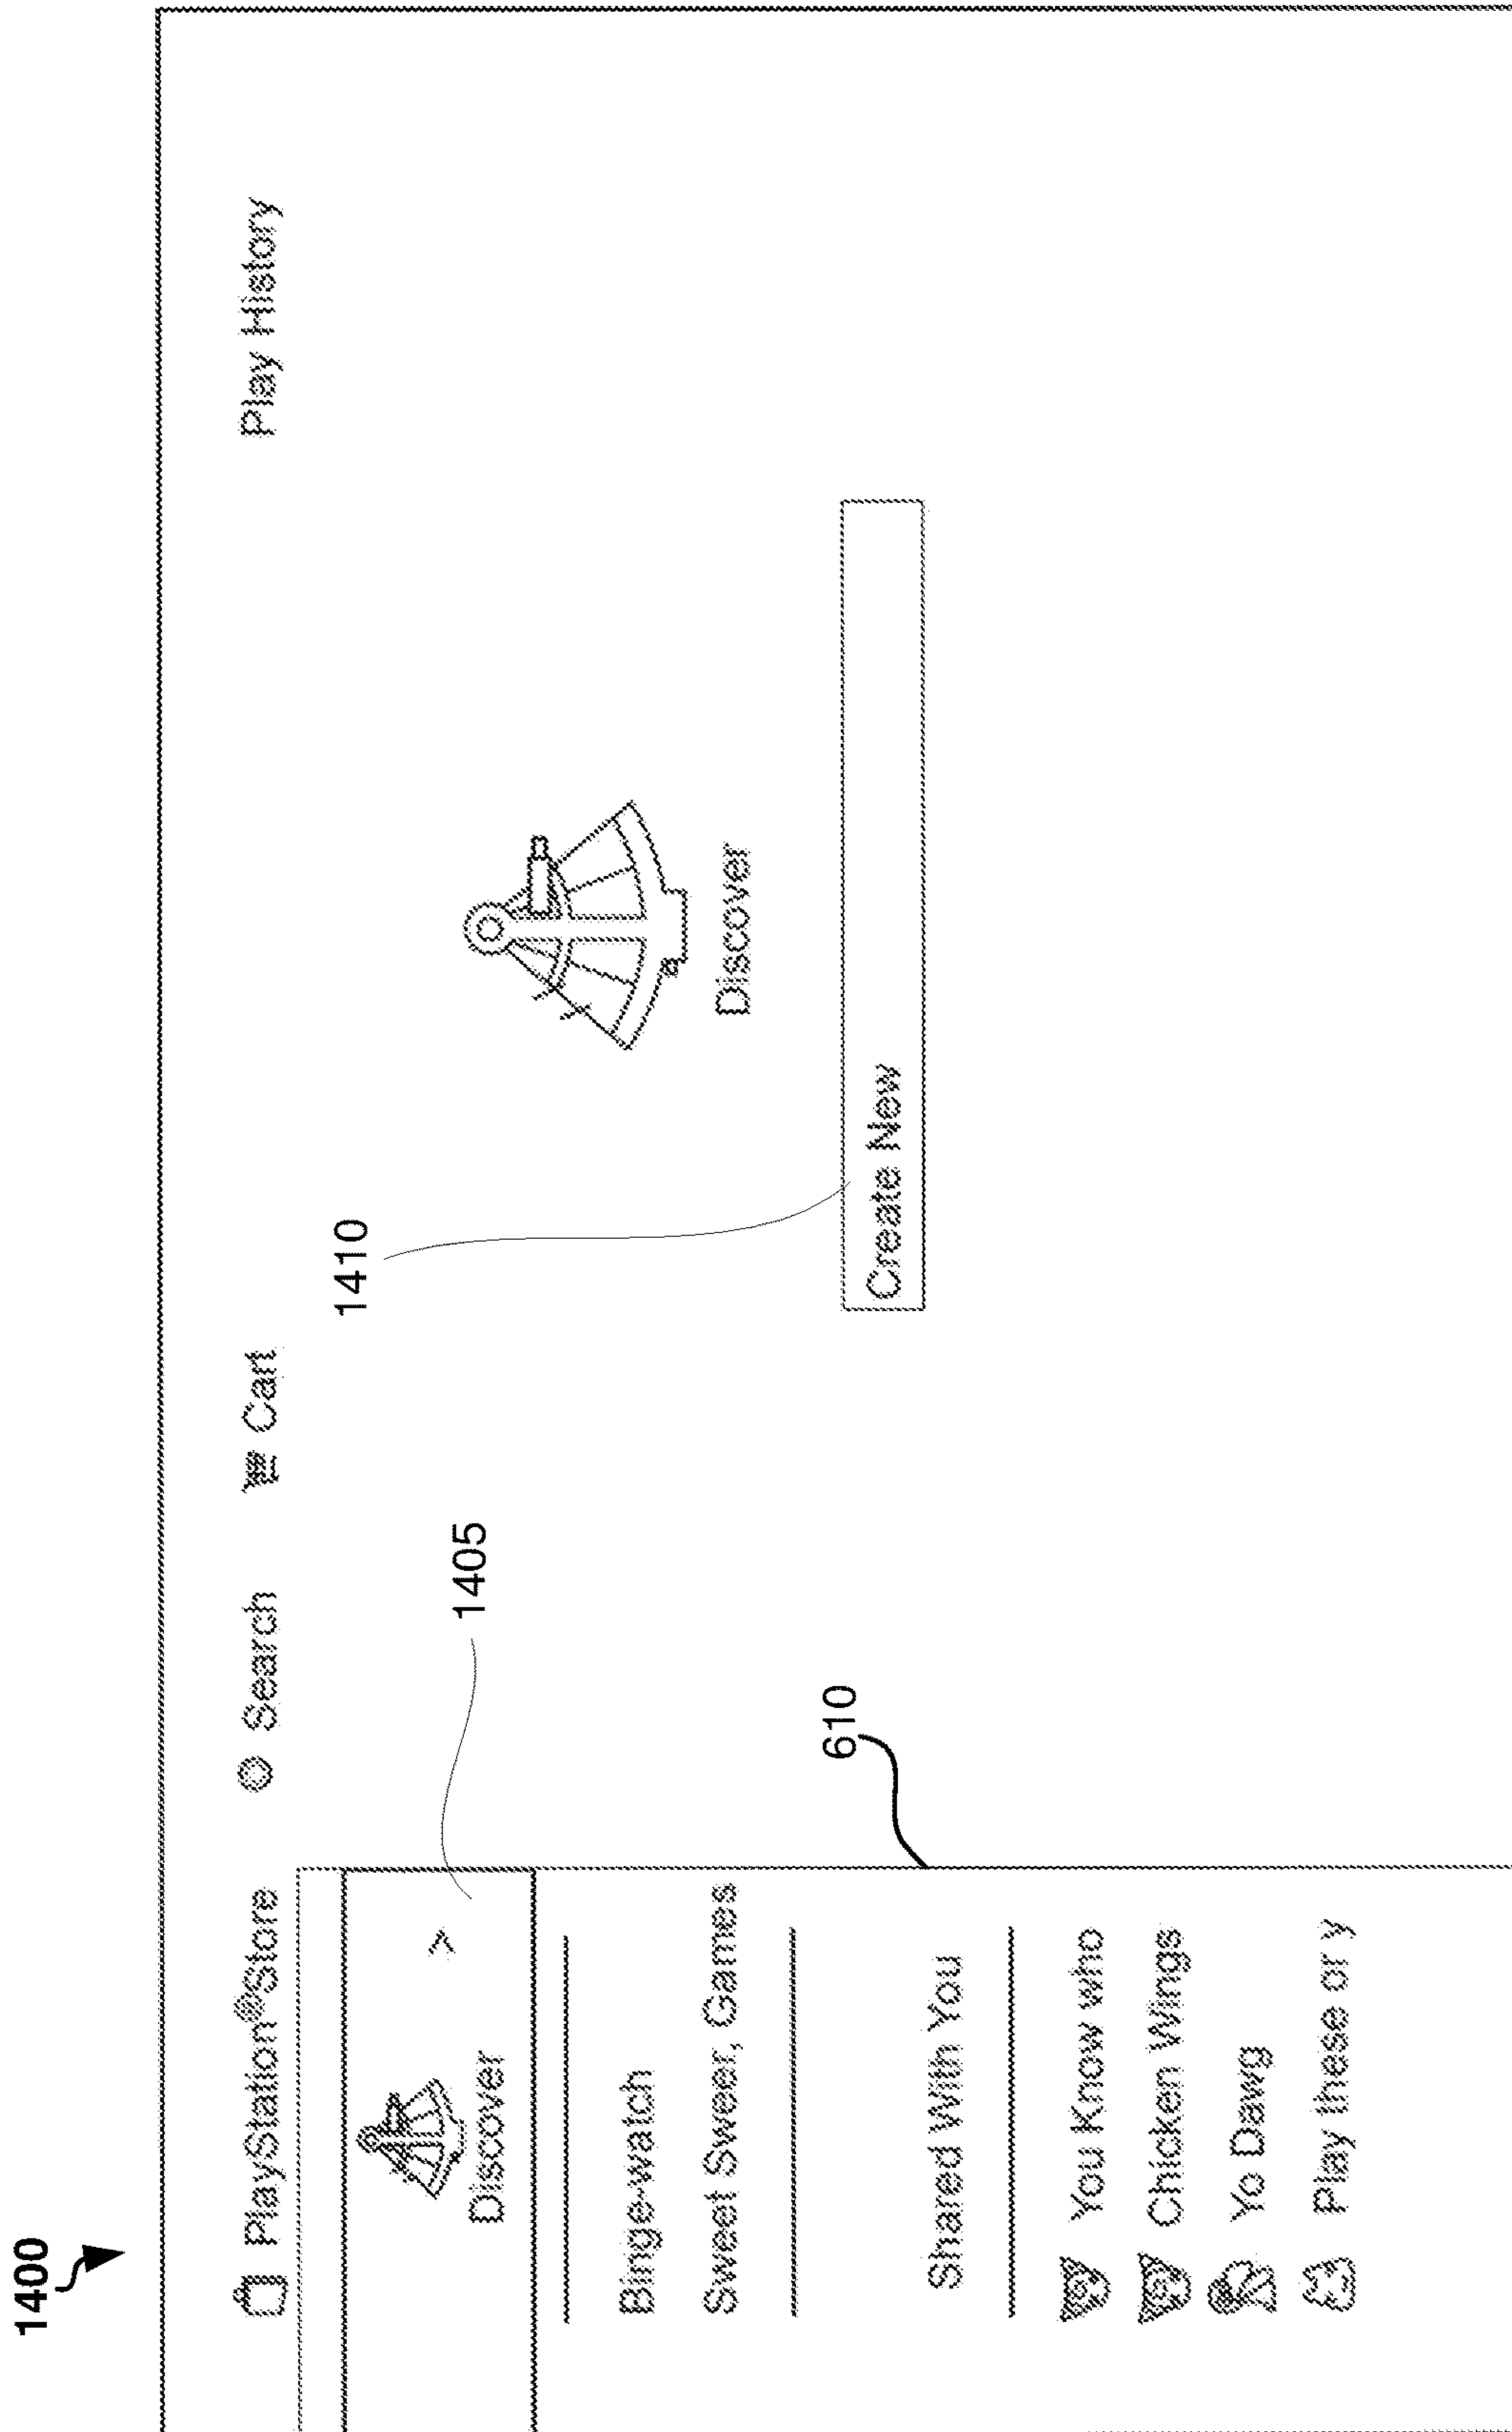 1400
PlayStation®Store
Search
Cart
Play History
1410
1405
Discover
>
Discover
Create New
Binge-watch
Sweet Sweer, Games
610
Shared With You
You Know who
Chicken Wings
Yo Dawg
Play these or y